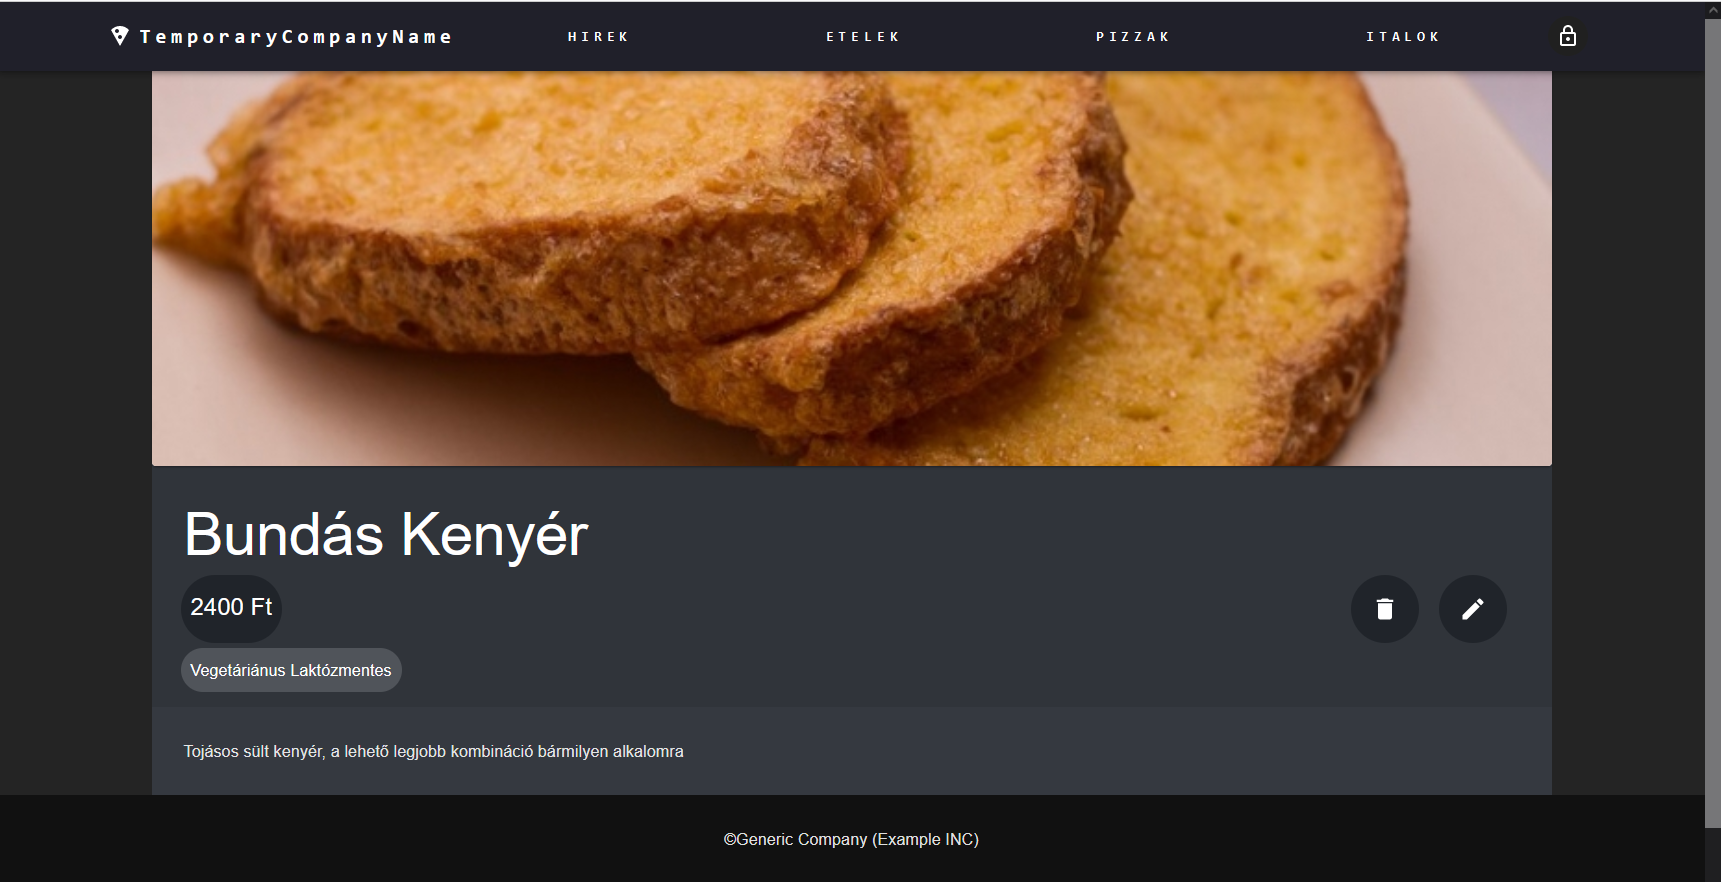 TemporaryCompanyName
HIREK
ETELEK
PIZZAK
ITALOK
Bundás Kenyér
2400 Ft
Vegetáriánus Laktózmentes
Tojásos sült kenyér, a lehető legjobb kombináció bármilyen alkalomra
©Generic Company (Example INC)